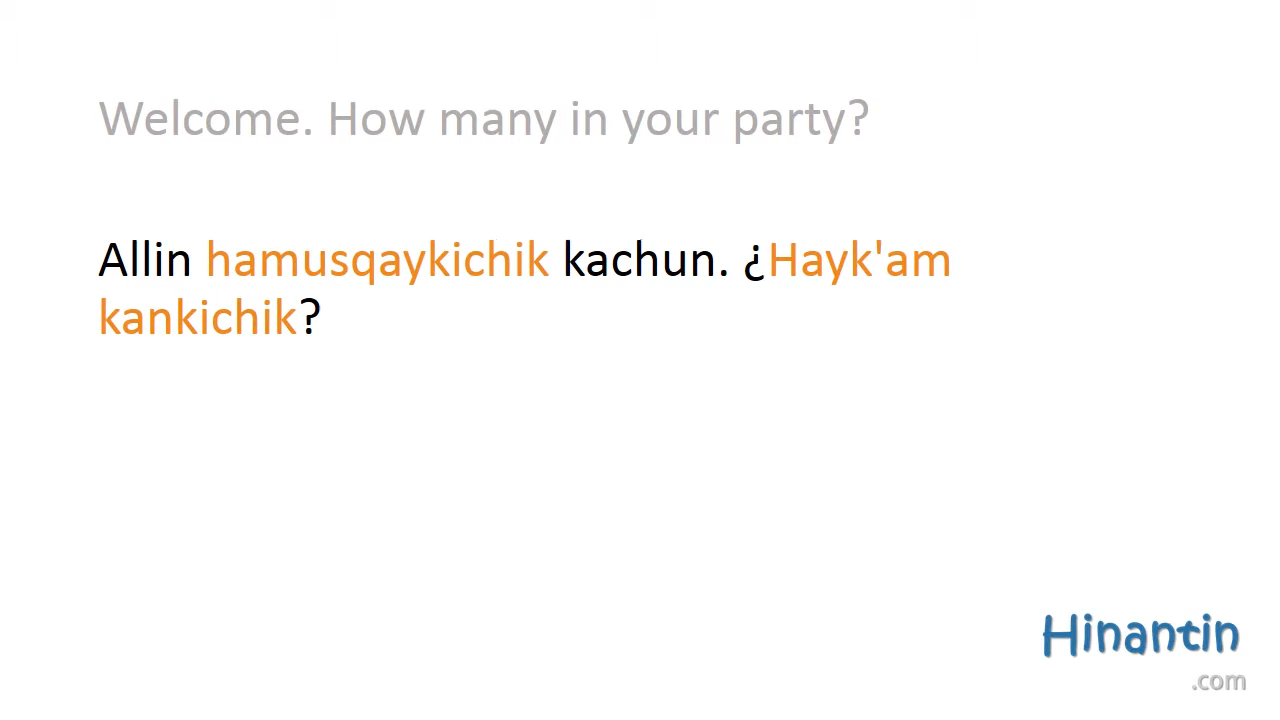 Welcome. How many in your party?
Allin hamusqaykichik kachun. ¿Hayk'am
kankichik?
Hinantin
.com